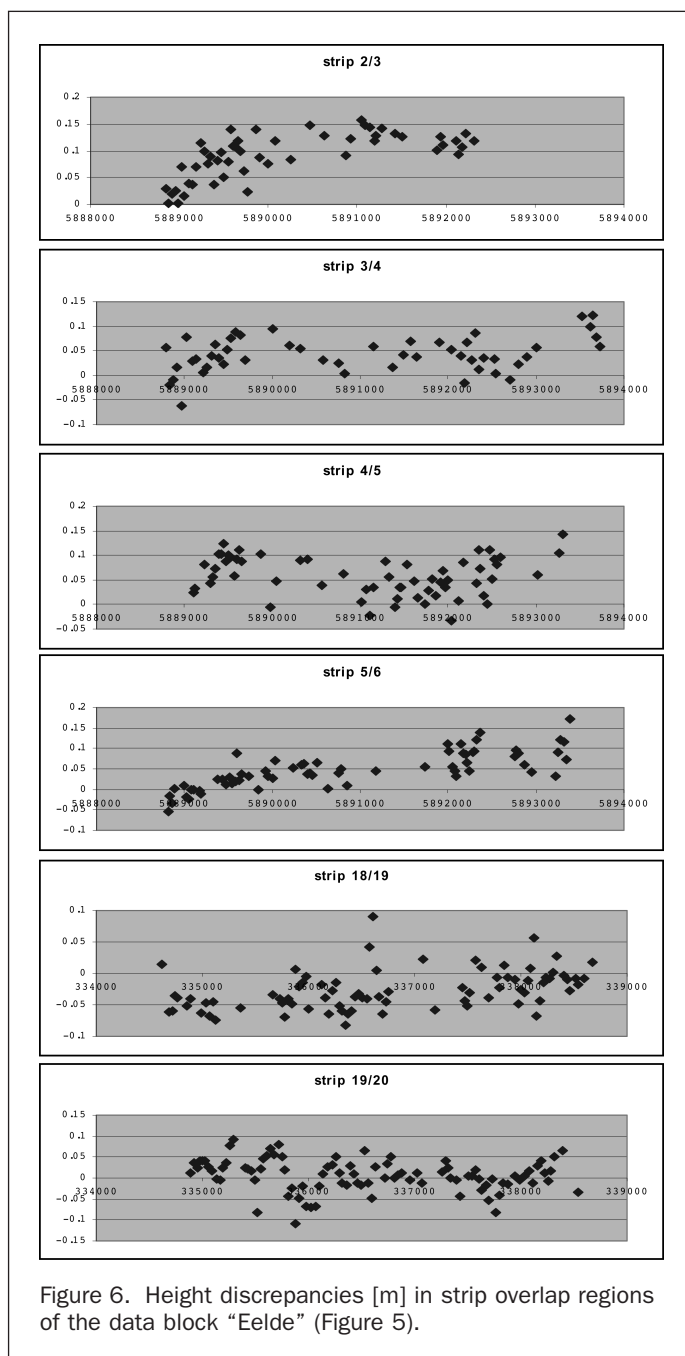 strip 2/3
0.2
0.15
0.1
0.05
0
5888000 5889000 5890000 5891000 5892000 5893000 5894000
strip 3/4
0.15
0.1
0.05
0
5888000 5889000 5890000 5891000 5892000 5893000 5894000
-0.05
-0.1
strip 4/5
0.2
0.15
0.1
0.05
0
5888000 5889000 5890000 5891000 5892000 5893000 5894000
-0.05
strip 5/6
0.2
0.15
0.1
0.05
0
5888000 5889000 5890000 5891000 5892000 5893000 5894000
-0.05
-0.1
strip 18/19
0.1
0.05
0
334000 335000 336000 337000 338000 339000
-0.05
-0.1
strip 19/20
0.15
0.1
0.05
0
334000 335000 336000 337000 338000 339000
-0.05
-0.1
-0.15
Figure 6. Height discrepancies [m] in strip overlap regions
of the data block “Eelde” (Figure 5).